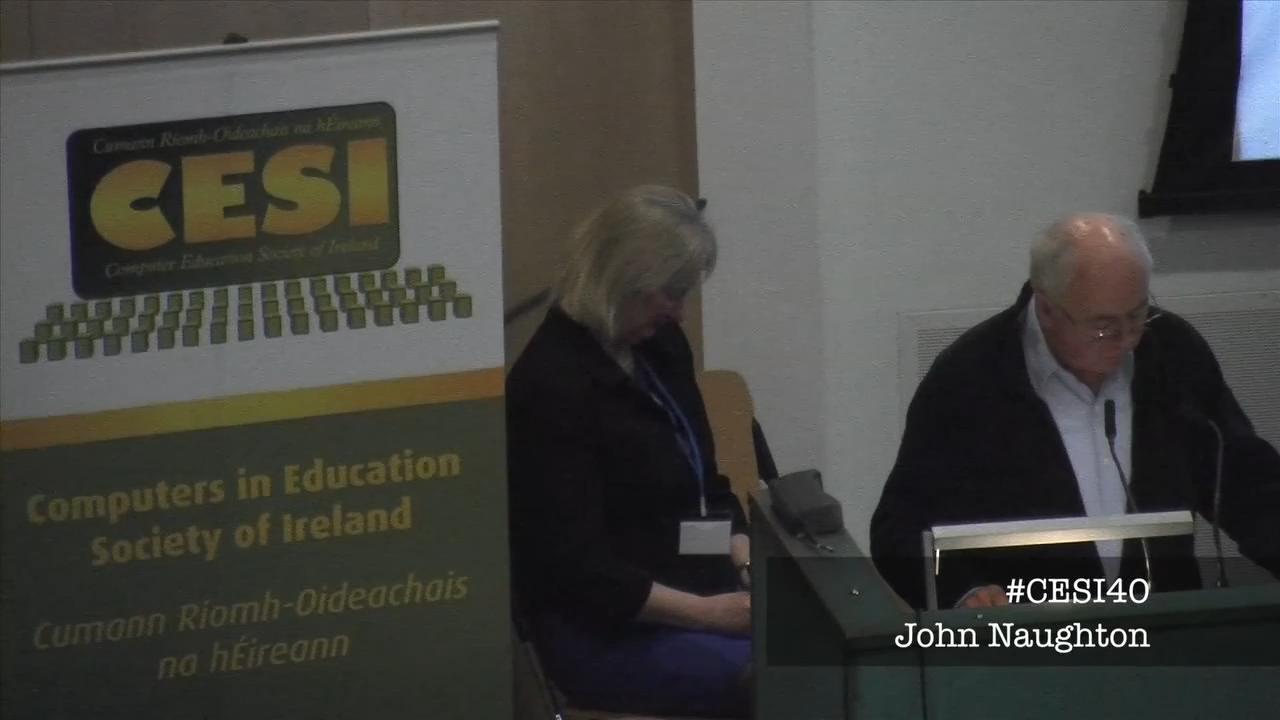 Cumann Riomh-Oideachais na hÉireann
CESI
Computer Education Society of Ireland
Computers in Education
Society of Ireland
Cumann Ríomh-Oideachais
na hÉireann
#CESI40
John Naughton